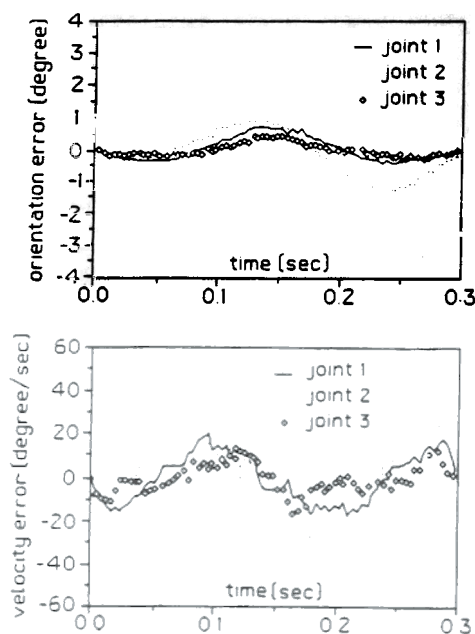 orientation error (degree)
4
3
2
1
0
-1
-2
-3
-4
joint 1
joint 2
joint 3
time (sec)
0.0 0.1 0.2 0.3
velocity error (degree/sec)
60
40
20
0
-20
-40
-60
joint 1
joint 2
joint 3
time (sec)
0 0 0 1 0 2 0 3